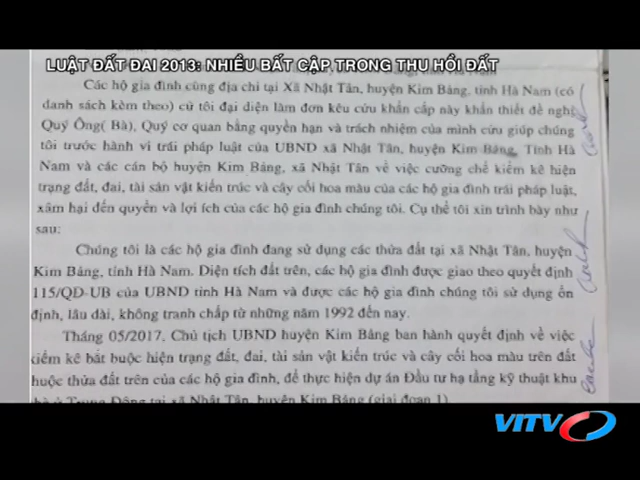 LUẬT ĐẤT ĐAI 2013: NHIỀU BẤT CẬP TRONG THU HỒI ĐẤT
Các hộ gia đình cùng địa chỉ tại Xã Nhật Tân, huyện Kim Bảng, tỉnh Hà Nam (có
danh sách kèm theo) cử tôi đại diện làm đơn kêu cứu khẩn cấp này khẩn thiết đề nghị
Quý Ông( Bà), Quý cơ quan bằng quyền hạn và trách nhiệm của mình cứu giúp chúng
tôi trước hành vi trái pháp luật của UBND xã Nhật Tân, huyện Kim Bảng, Tỉnh Hà
Nam và các cán bộ huyện Kim Bảng, xã Nhật Tân về việc cưỡng chế kiểm kê hiện
trạng đất, đai, tài sản vật kiến trúc và cây cối hoa màu của các hộ gia đình trái pháp luật,
xâm hại đến quyền và lợi ích của các hộ gia đình chúng tôi. Cụ thể tôi xin trình bày như
sau:
Chúng tôi là các hộ gia đình đang sử dụng các thửa đất tại xã Nhật Tân, huyện
Kim Bảng, tỉnh Hà Nam. Diện tích đất trên, các hộ gia đình được giao theo quyết định
115/QD-UB của UBND tỉnh Hà Nam và được các hộ gia đình chúng tôi sử dụng ổn
định, lâu dài, không tranh chấp từ những năm 1992 đến nay.
Tháng 05/2017. Chủ tịch UBND huyện Kim Bảng ban hành quyết định về việc
kiểm kê bắt buộc hiện trạng đất, đai, tài sản vật kiến trúc và cây cối hoa màu trên đất
thuộc thửa đất trên của các hộ gia đình, để thực hiện dự án Đầu tư hạ tầng kỹ thuật khu
nhà ở Trung Đông tại xã Nhật Tân, huyện Kim Bảng (giai đoạn 1)
VITV